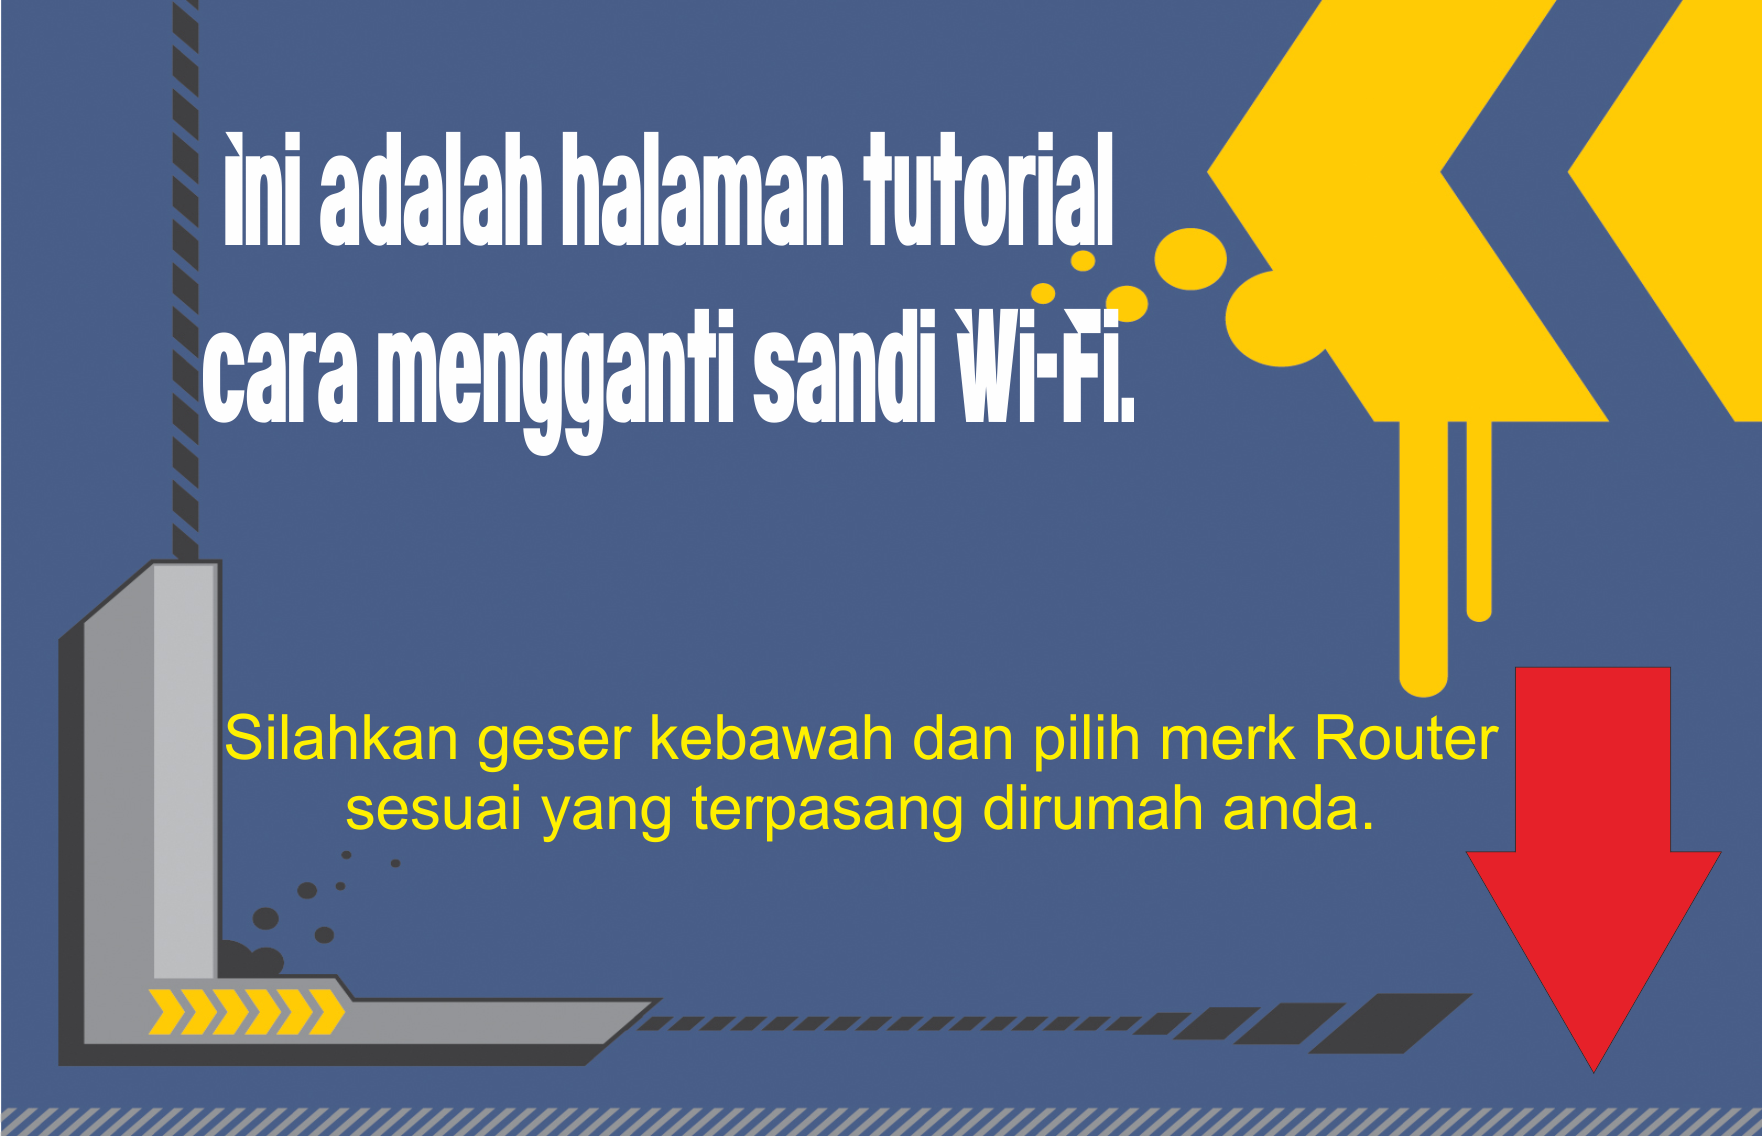 ini adalah halaman tutorial
cara mengganti sandi Wi-Fi.
Silahkan geser kebawah dan pilih merk Router
sesuai yang terpasang dirumah anda.